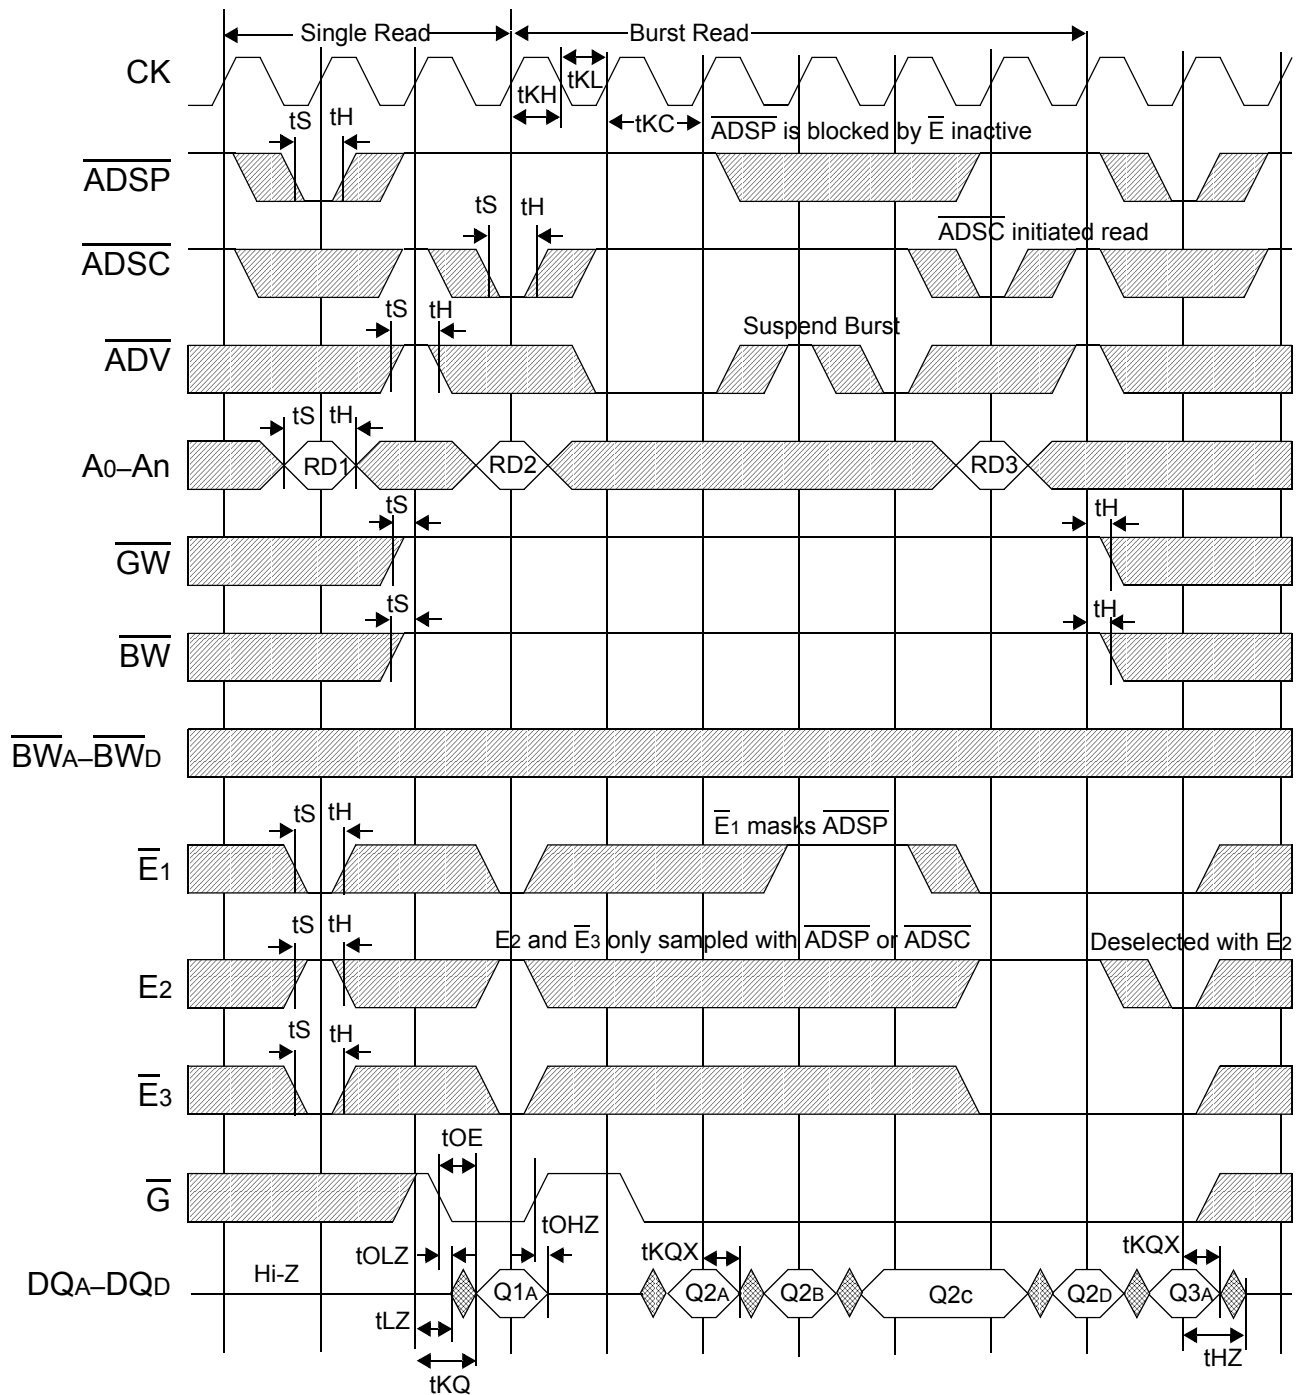 Single Read Burst Read
CK
tKH tKL
tKC
ADSP is blocked by E inactive
tS tH
ADSP
tS tH
ADSC initiated read
ADSC
tS tH
Suspend Burst
ADV
tS tH
A0–An RD1 RD2 RD3
tS tH
GW
tS tH
BW
BWA–BWD
tS tH
E1 masks ADSP
E1
tS tH
E2 and E3 only sampled with ADSP or ADSC
Deselected with E2
E2
tS tH
E3
tOE
G
tOLZ tOHZ tKQX tKQX
DQA–DQD Hi-Z Q1A Q2A Q2B Q2c Q2D Q3A
tLZ tHZ
tKQ